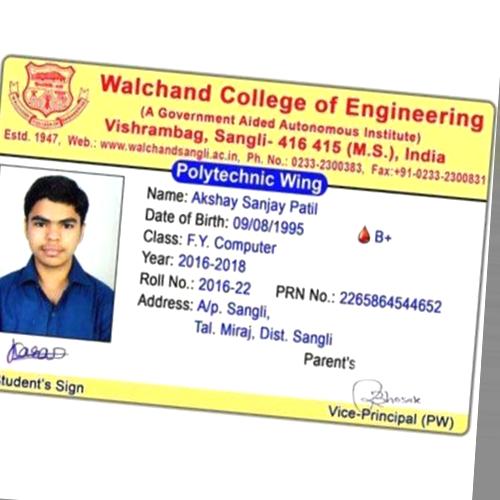 Walchand College of Engineering
(A Government Aided Autonomous Institute)
Vishrambag, Sangli- 416 415 (M.S.), India
Estd. 1947, Web.: www.walchandsangli.ac.in, Ph. No.: 0233-2300383, Fax:+91-0233-2300831
Polytechnic Wing
Name: Akshay Sanjay Patil
Date of Birth: 09/08/1995
B+
Class: F.Y. Computer
Year: 2016-2018
Roll No.: 2016-22 PRN No.: 2265864544652
Address: A/p. Sangli,
Tal. Miraj, Dist. Sangli
Parent's
tudent's Sign
Vice-Principal (PW)